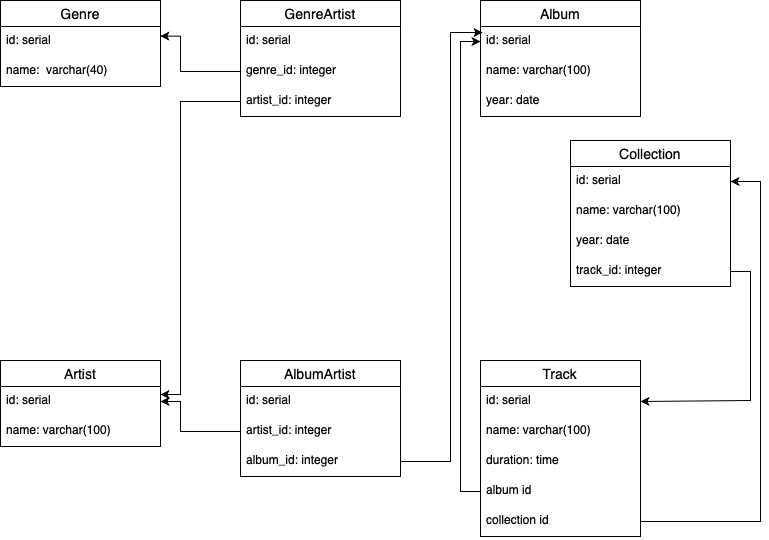 Genre
id: serial
name:  varchar(40)
GenreArtist
id: serial
genre_id: integer
artist_id: integer
Album
id: serial
name: varchar(100)
year: date
Collection
id: serial
name: varchar(100)
year: date
track_id: integer
Artist
id: serial
name: varchar(100)
AlbumArtist
id: serial
artist_id: integer
album_id: integer
Track
id: serial
name: varchar(100)
duration: time
album id
collection id